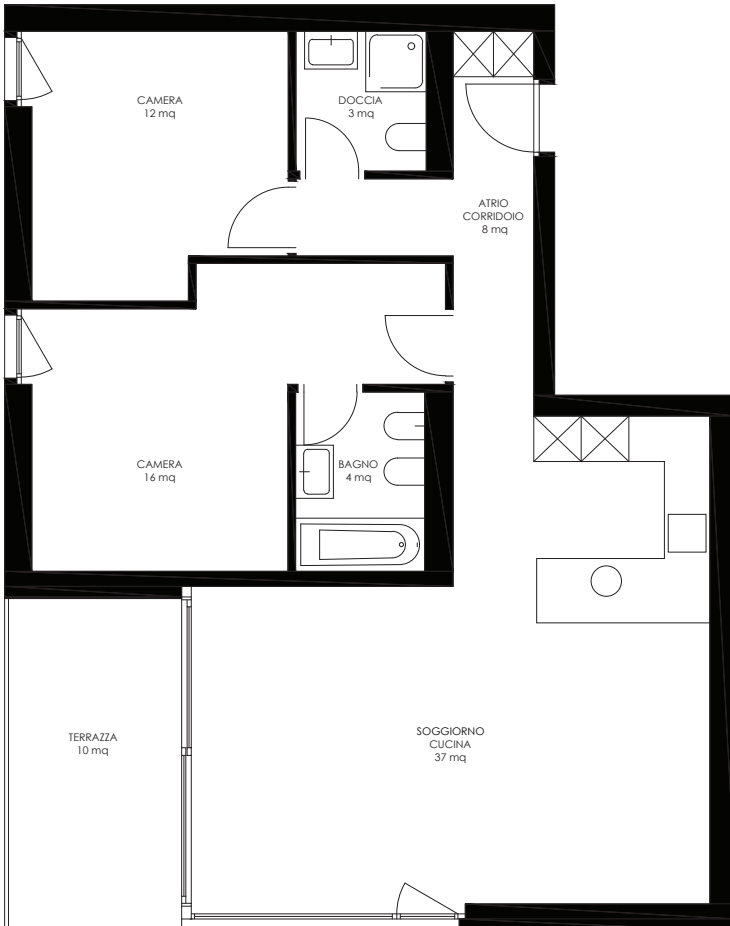 CAMERA
12 mq
DOCCIA
3 mq
ATRIO
CORRIDOIO
8 mq
CAMERA
16 mq
BAGNO
4 mq
TERRAZZA
10 mq
SOGGIORNO
CUCINA
37 mq